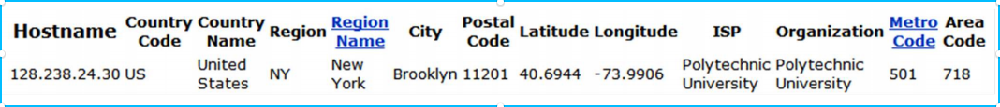 Hostname Country Code Country Name Region Region Name City Postal Code Latitude Longitude ISP Organization Metro Code Area Code
128.238.24.30 US United States NY New York Brooklyn 11201 40.6944 -73.9906 Polytechnic University Polytechnic University 501 718